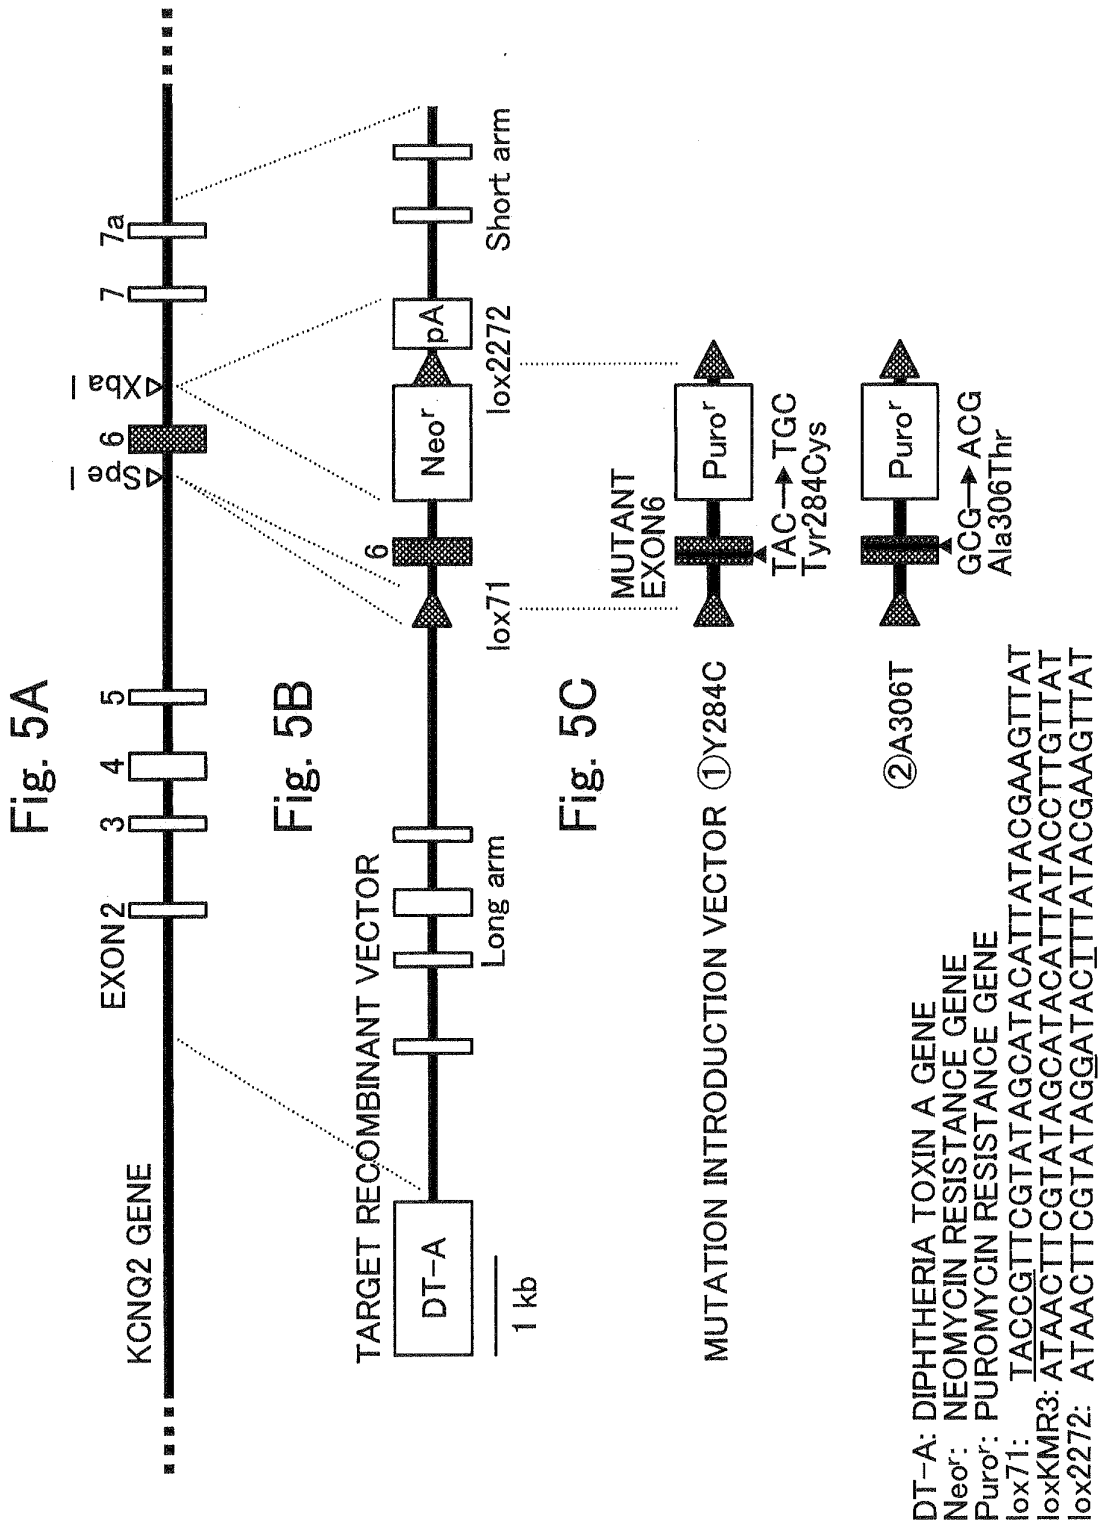 Fig. 5A
KCNQ2 GENE
EXON2
3
4
5
Spe I
6
Xba I
7
7a
Fig. 5B
TARGET RECOMBINANT VECTOR
DT-A
1 kb
Long arm
lox71
6
Neoʳ
lox2272
pA
Short arm
Fig. 5C
MUTATION INTRODUCTION VECTOR ①Y284C
MUTANT
EXON6
Puroʳ
TAC→TGC
Tyr284Cys
②A306T
Puroʳ
GCG→ACG
Ala306Thr
DT-A: DIPHTHERIA TOXIN A GENE
Neoʳ: NEOMYCIN RESISTANCE GENE
Puroʳ: PUROMYCIN RESISTANCE GENE
lox71: TACCGTTCGTATAGCATACATTATACGAAGTTAT
loxKMR3: ATAACTTCGTATAGCATACATTATACCTTGTTAT
lox2272: ATAACTTCGTATAGGATACTTTATACGAAGTTAT